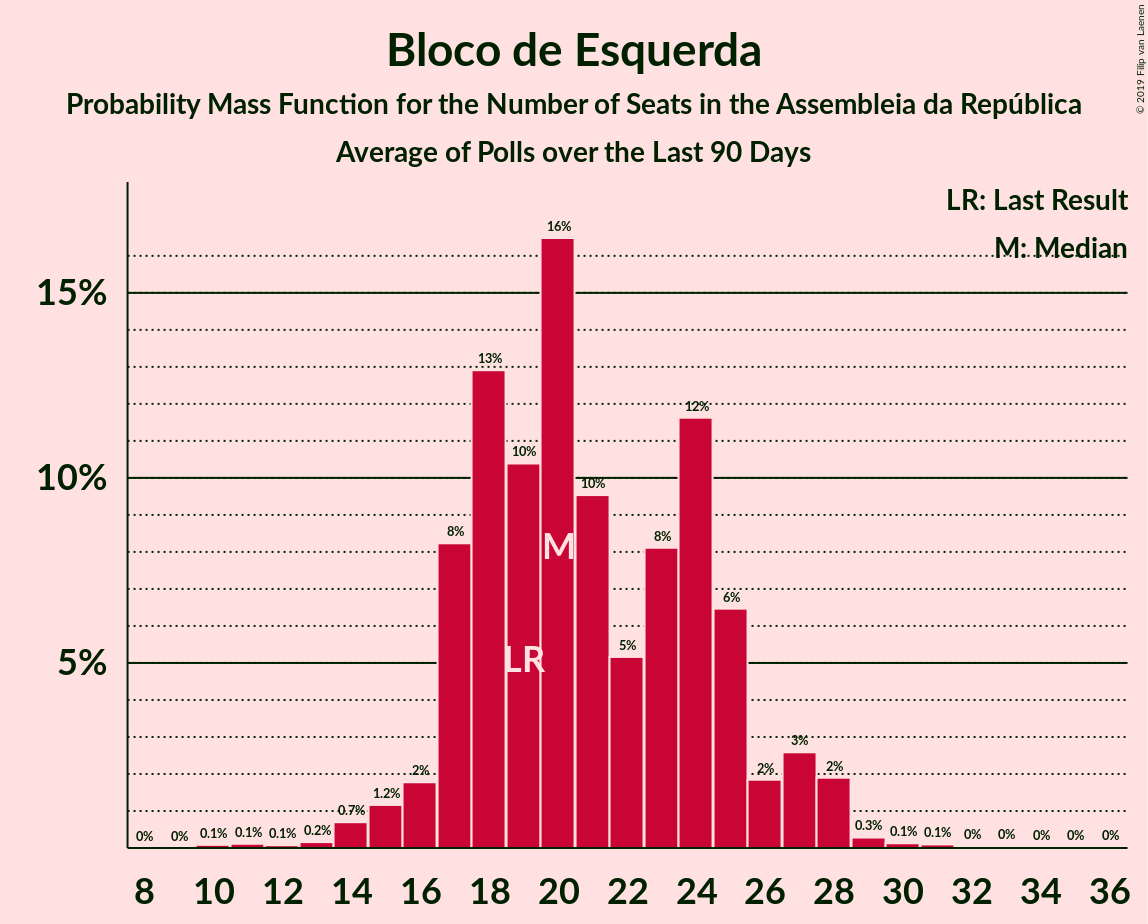 Bloco de Esquerda
Probability Mass Function for the Number of Seats in the Assembleia da República
Average of Polls over the Last 90 Days
© 2019 Filip van Laenen
LR: Last Result
M: Median
15%
10%
5%
0% 0% 0.1% 0.1% 0.1% 0.2% 0.7% 1.2% 2% 8% 13% 10% 16% 10% 5% 8% 12% 6% 2% 3% 2% 0.3% 0.1% 0.1% 0% 0% 0% 0% 0%
M
LR
8 10 12 14 16 18 20 22 24 26 28 30 32 34 36